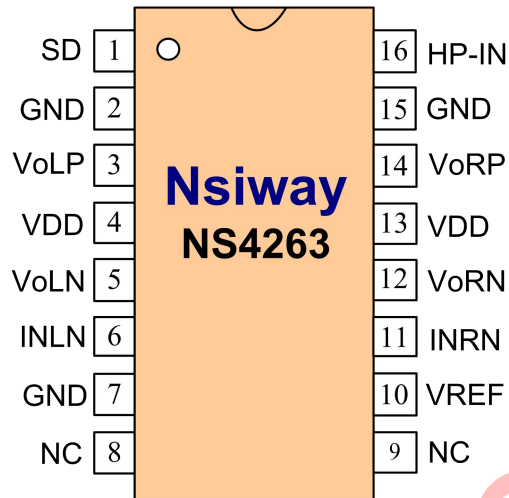 SD 1 16 HP-IN
GND 2 15 GND
VoLP 3 14 VoRP
Nsiway
VDD 4 13 VDD
NS4263
VoLN 5 12 VoRN
INLN 6 11 INRN
GND 7 10 VREF
NC 8 9 NC